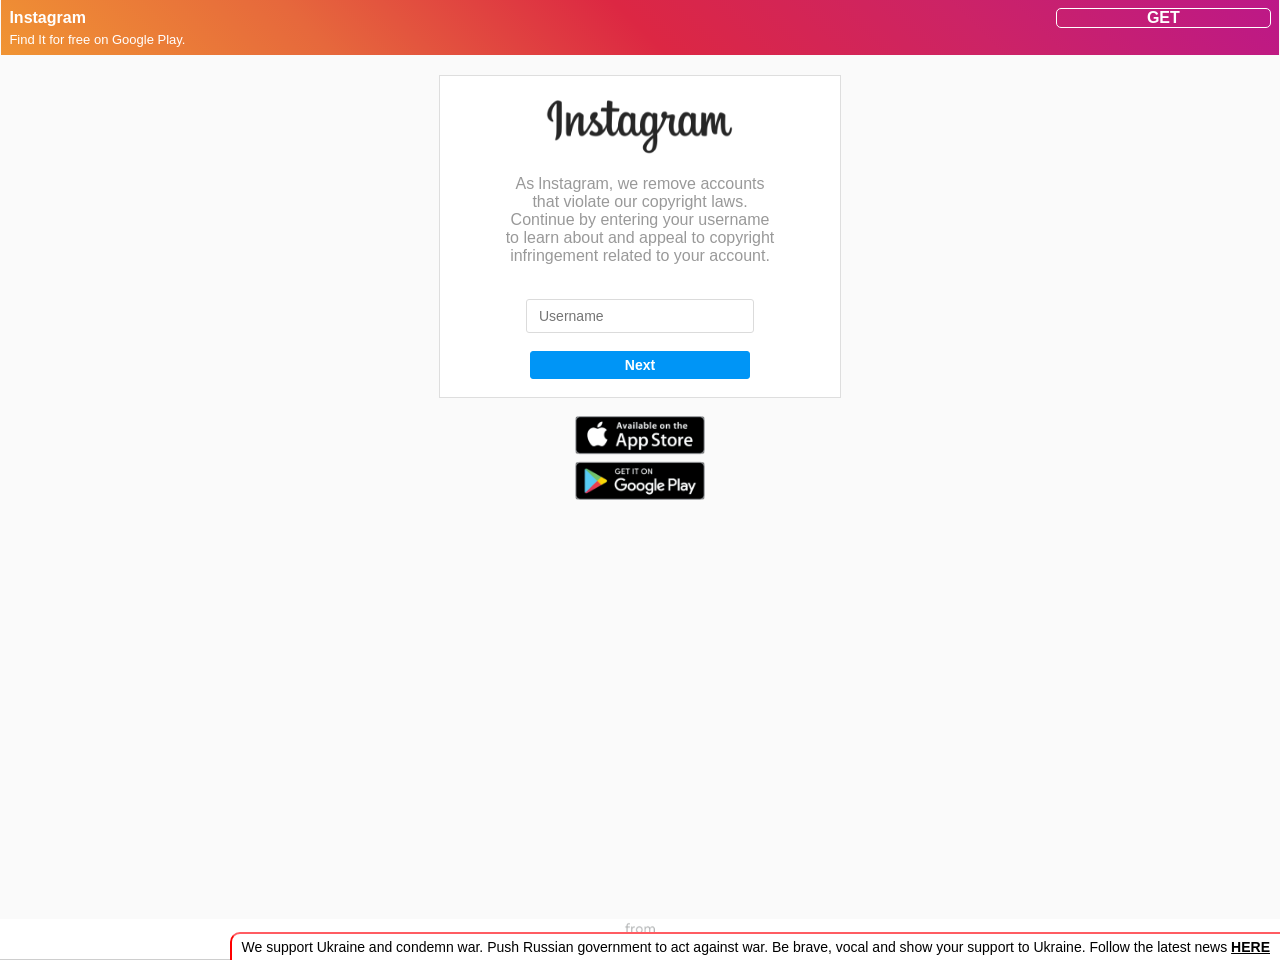 Instagram
GET
Find It for free on Google Play.
Instagram
As Instagram, we remove accounts
that violate our copyright laws.
Continue by entering your username
to learn about and appeal to copyright
infringement related to your account.
Username
Next
Available on the
App Store
GET IT ON
Google Play
from
We support Ukraine and condemn war. Push Russian government to act against war. Be brave, vocal and show your support to Ukraine. Follow the latest news HERE